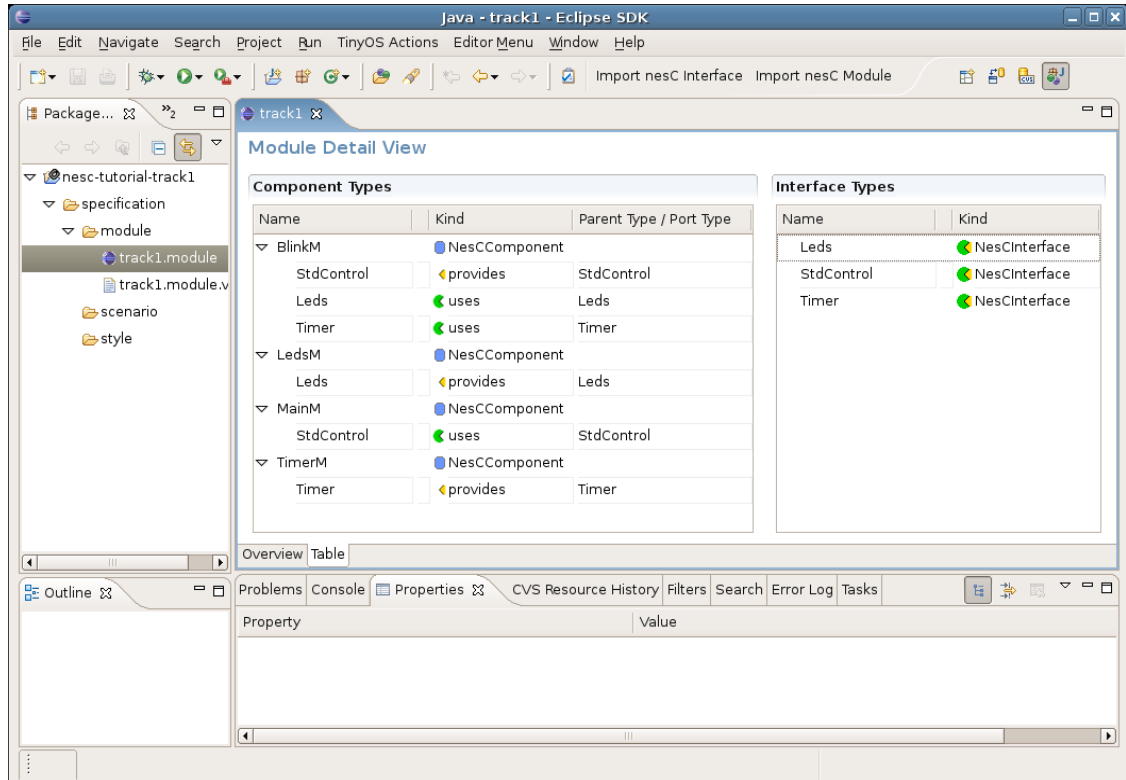 Java - track1 - Eclipse SDK
File Edit Navigate Search Project Run TinyOS Actions Editor Menu Window Help
Import nesC Interface Import nesC Module
Package... »2
track1
Module Detail View
nesc-tutorial-track1
specification
module
track1.module
track1.module.v
scenario
style
Component Types
Name Kind Parent Type / Port Type
BlinkM NesCComponent
StdControl provides StdControl
Leds uses Leds
Timer uses Timer
LedsM NesCComponent
Leds provides Leds
MainM NesCComponent
StdControl uses StdControl
TimerM NesCComponent
Timer provides Timer
Interface Types
Name Kind
Leds NesCInterface
StdControl NesCInterface
Timer NesCInterface
Overview Table
Outline
Problems Console Properties CVS Resource History Filters Search Error Log Tasks
Property Value